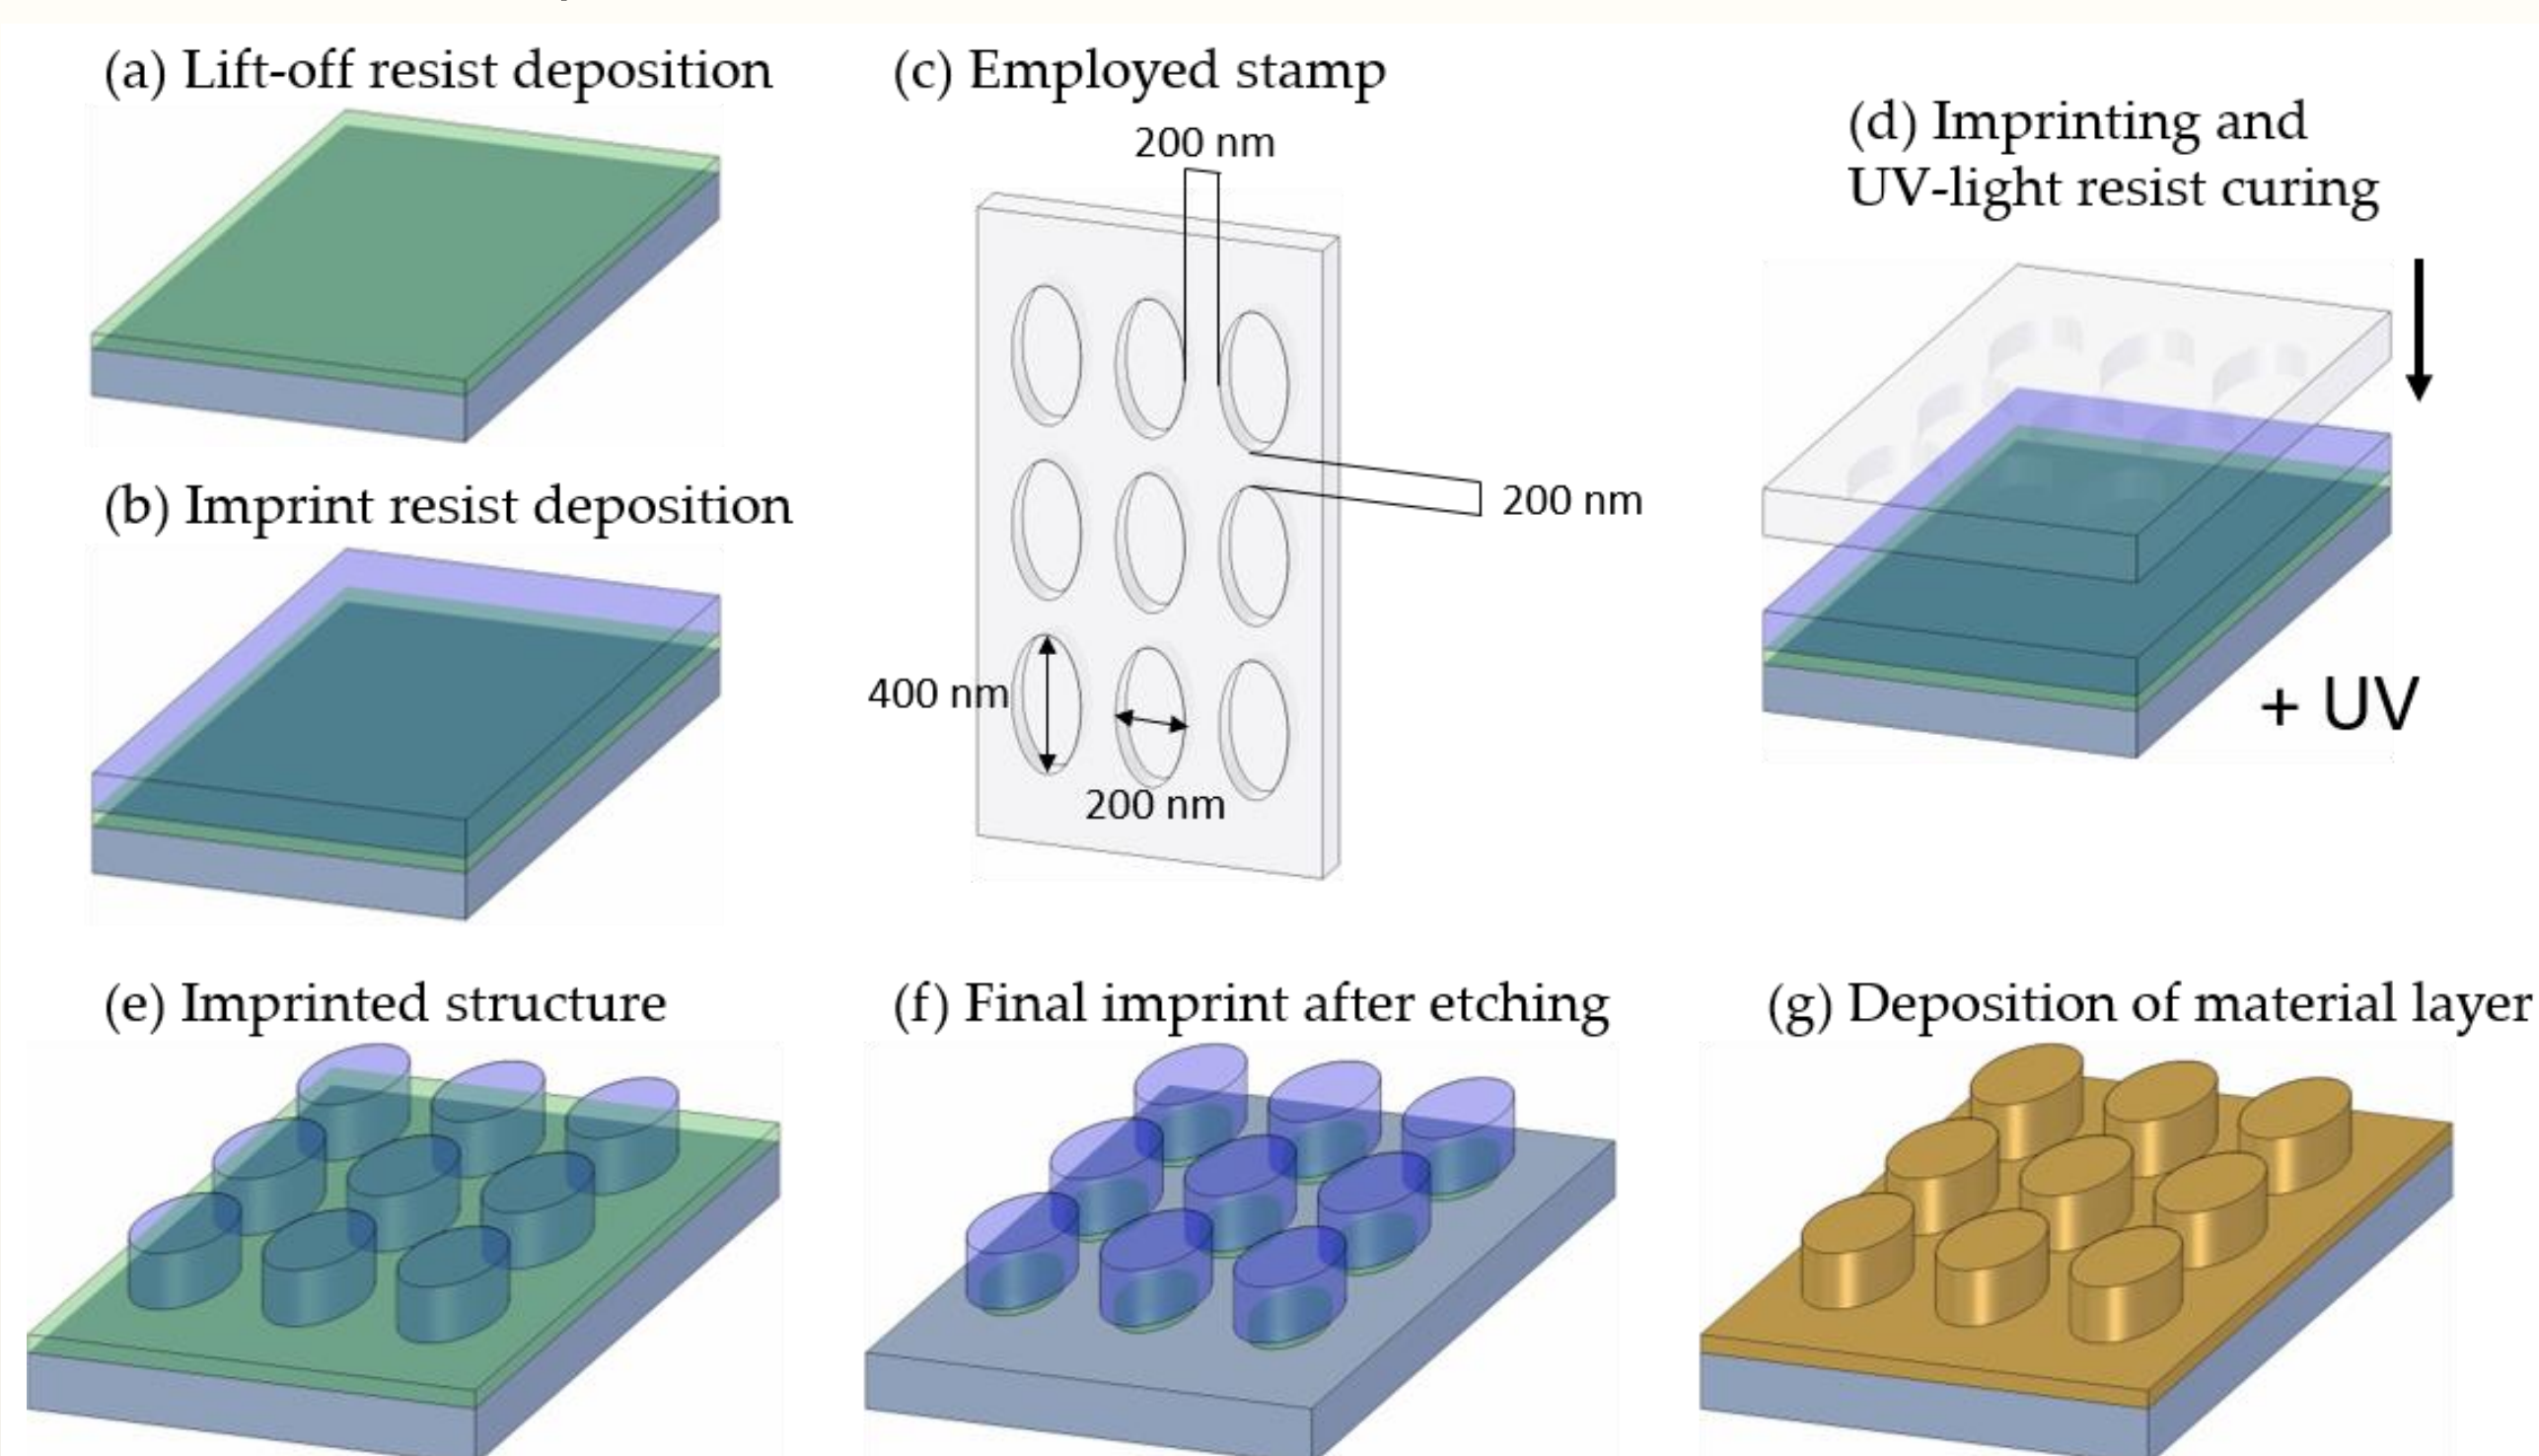 (a) Lift-off resist deposition
(b) Imprint resist deposition
(c) Employed stamp
200 nm
200 nm
400 nm
200 nm
(d) Imprinting and
UV-light resist curing
+ UV
(e) Imprinted structure
(f) Final imprint after etching
(g) Deposition of material layer